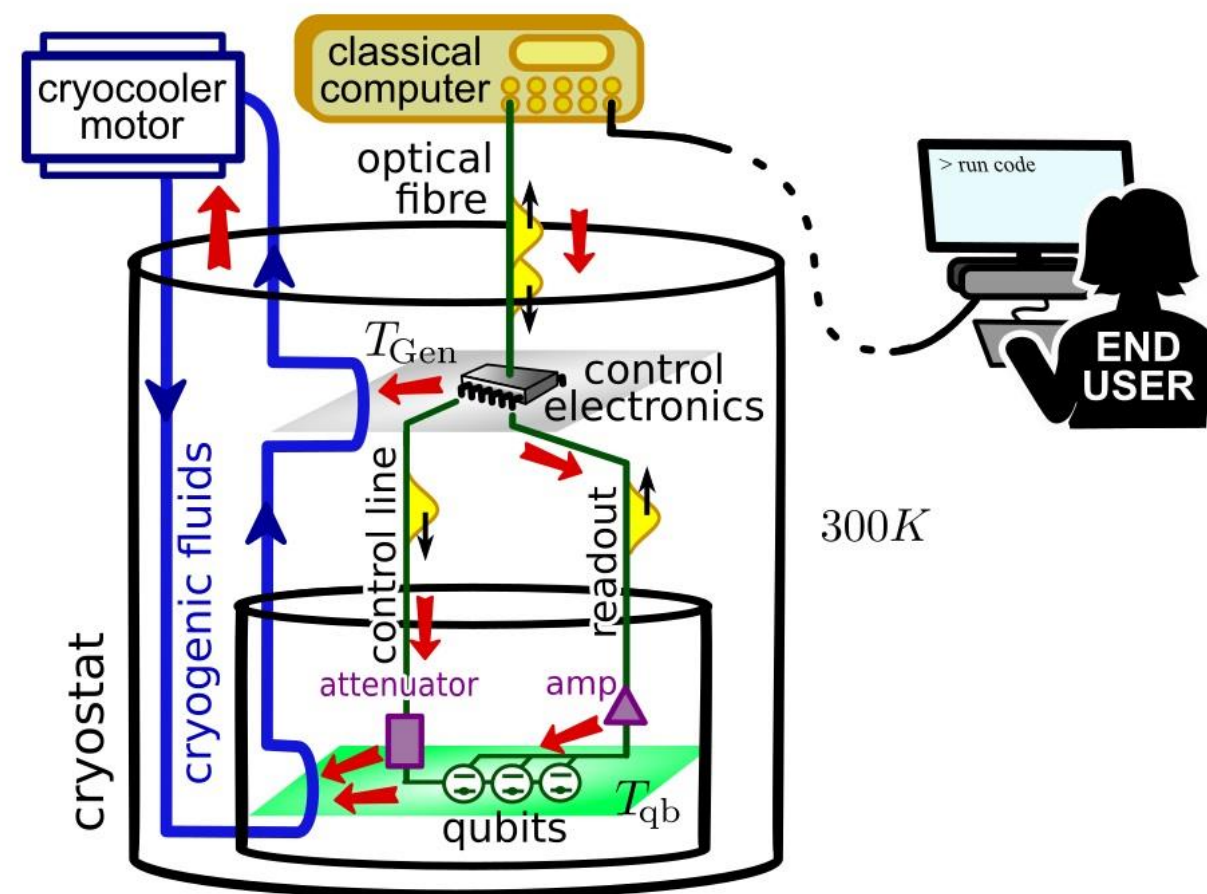 cryocooler
motor
classical
computer
optical
fibre
> run code
END
USER
T_Gen
control
electronics
cryogenic fluids
control line
readout
300K
cryostat
attenuator
amp
T_qb
qubits